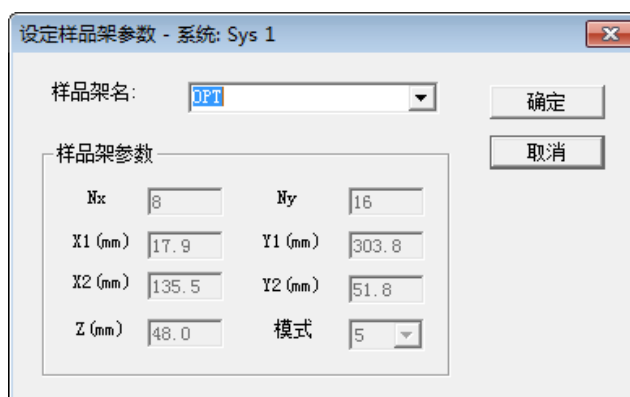 设定样品架参数 - 系统: Sys 1
样品架名: OPT
确定
取消
样品架参数
Nx 8 Ny 16
X1(mm) 17.9 Y1(mm) 303.8
X2(mm) 135.5 Y2(mm) 51.8
Z(mm) 48.0 模式 5